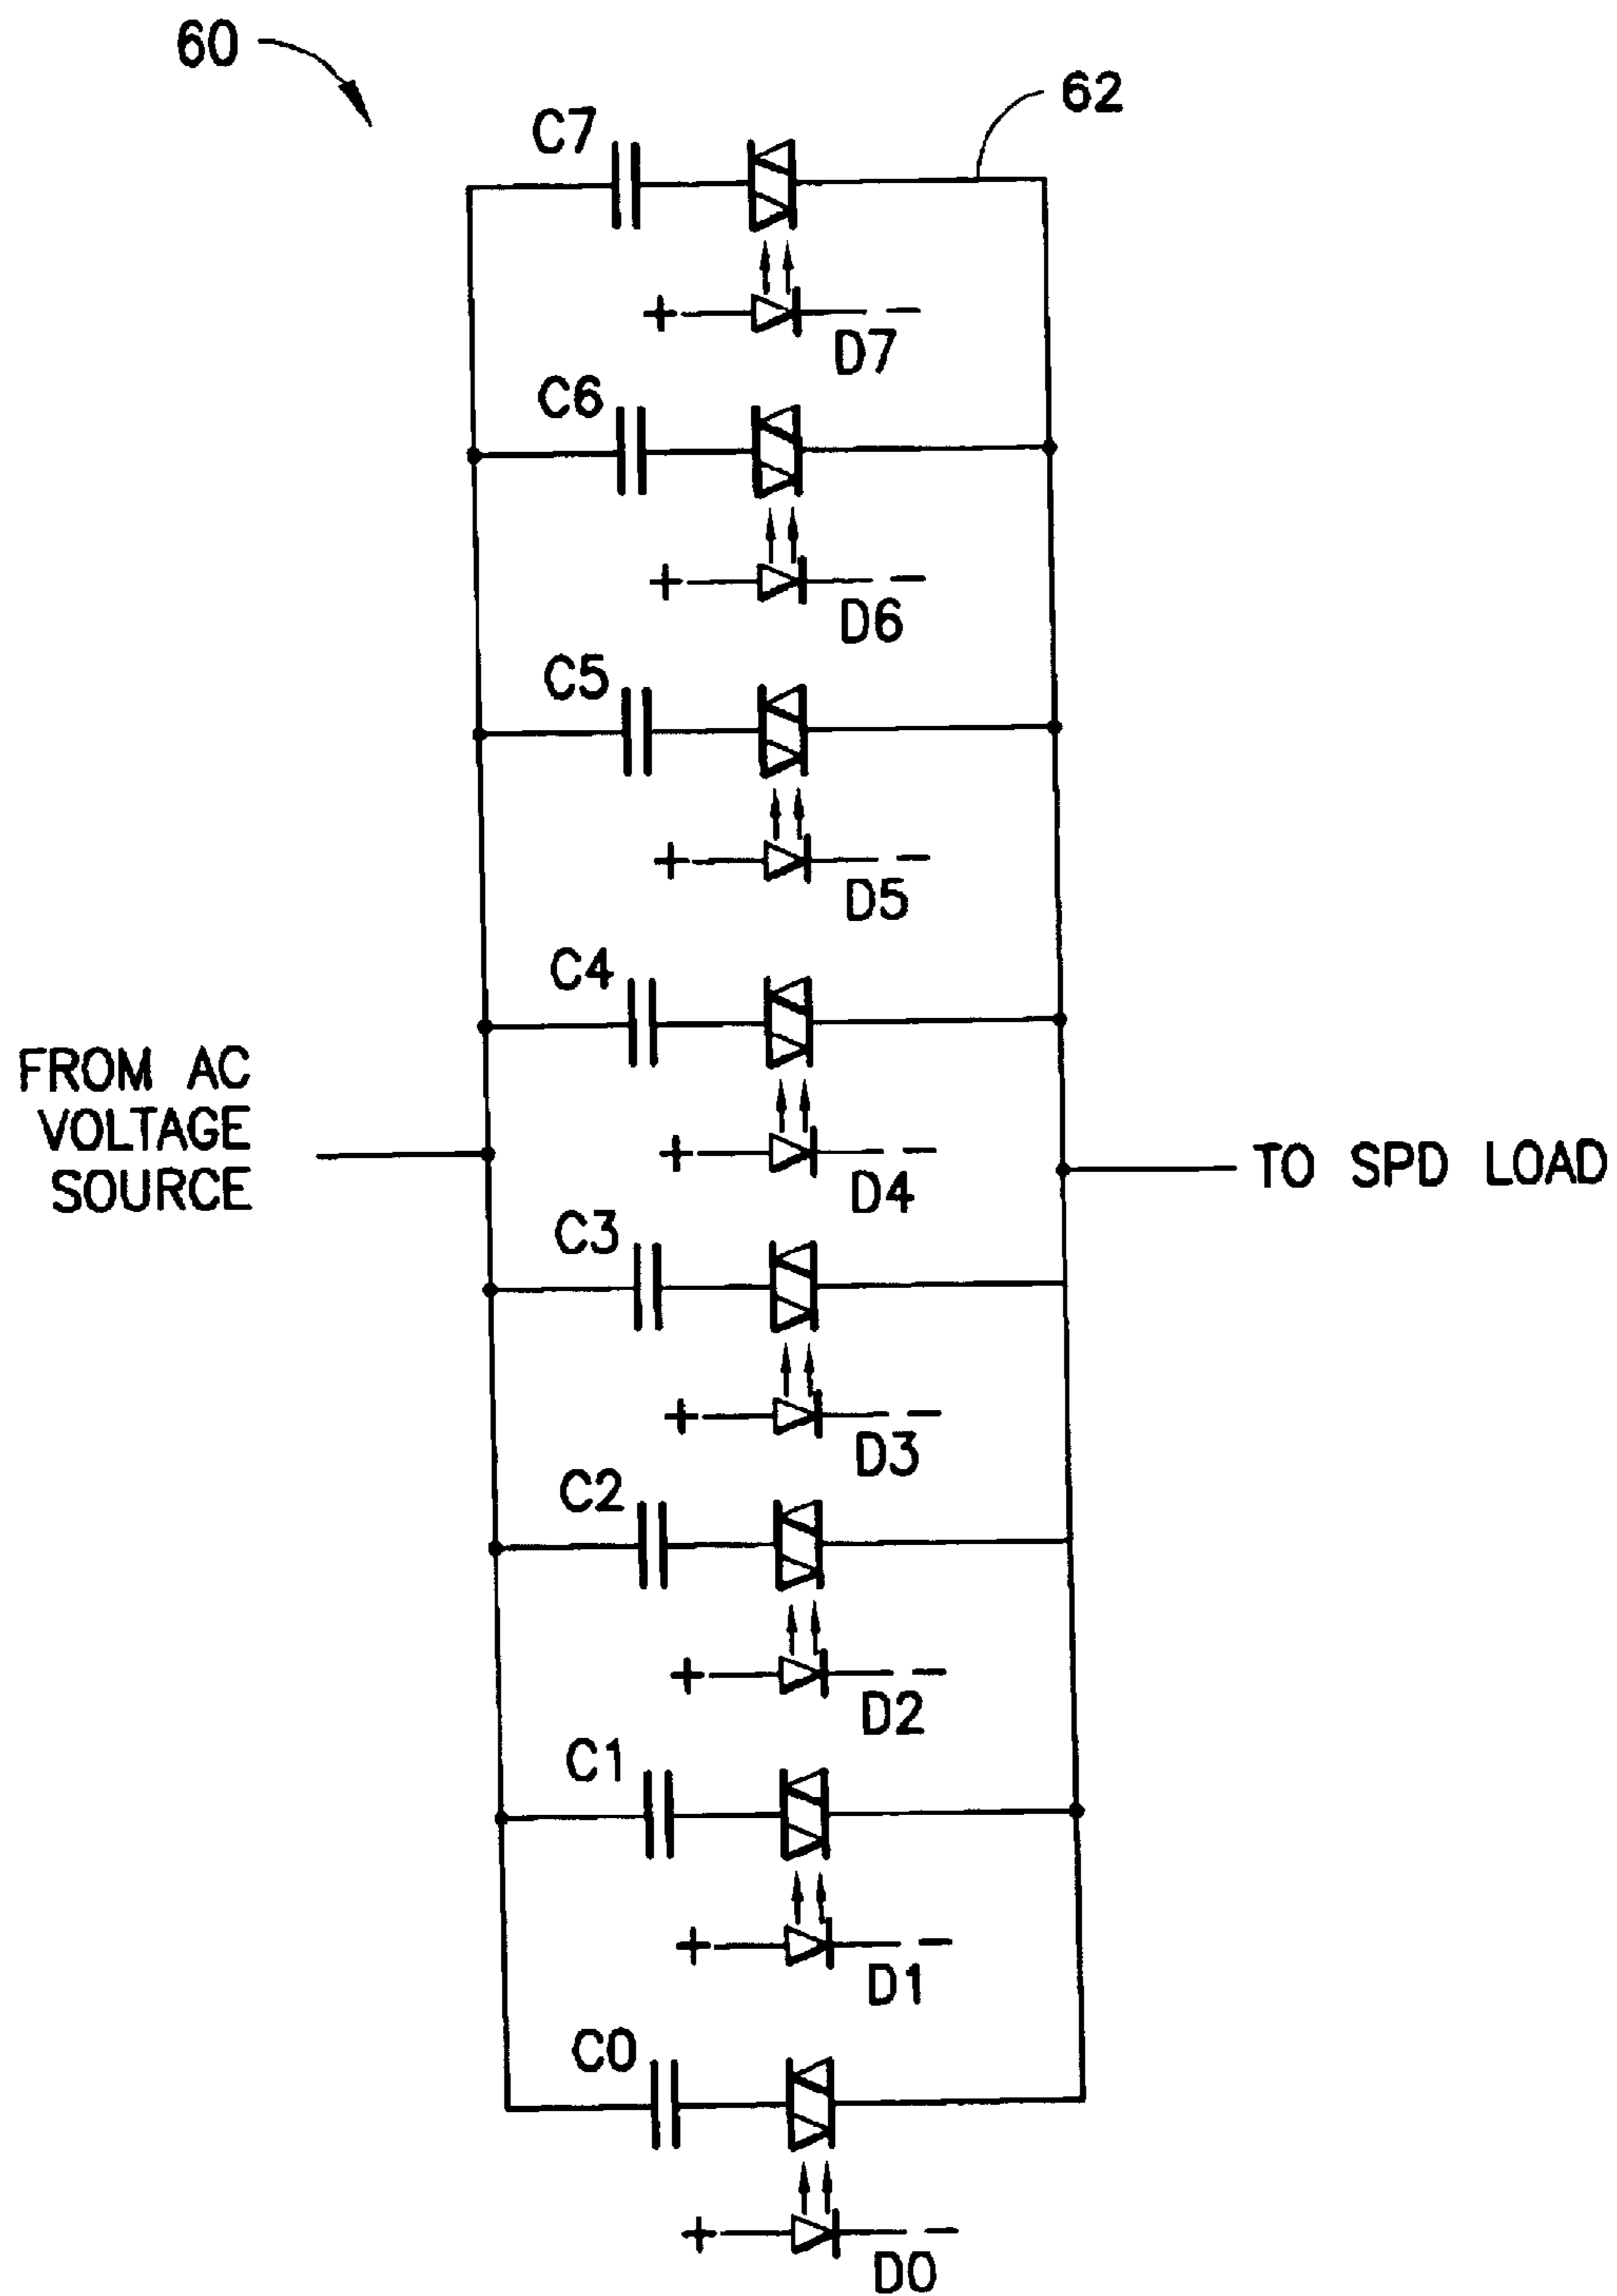 60
62
C7
+ -
D7
C6
+ -
D6
C5
+ -
D5
C4
+ -
D4
FROM AC
VOLTAGE
SOURCE
TO SPD LOAD
C3
+ -
D3
C2
+ -
D2
C1
+ -
D1
C0
+ -
D0